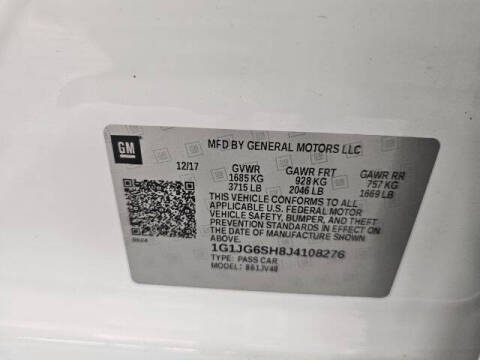 GM
MFD BY GENERAL MOTORS LLC
12/17
GVWR
1685 KG
3715 LB
GAWR FRT
928 KG
2046 LB
GAWR RR
757 KG
1669 LB
THIS VEHICLE CONFORMS TO ALL
APPLICABLE U.S. FEDERAL MOTOR
VEHICLE SAFETY, BUMPER, AND THEFT
PREVENTION STANDARDS IN EFFECT ON
THE DATE OF MANUFACTURE SHOWN ABOVE.
1G1JG6SH8J4108276
TYPE: PASS CAR
MODEL: